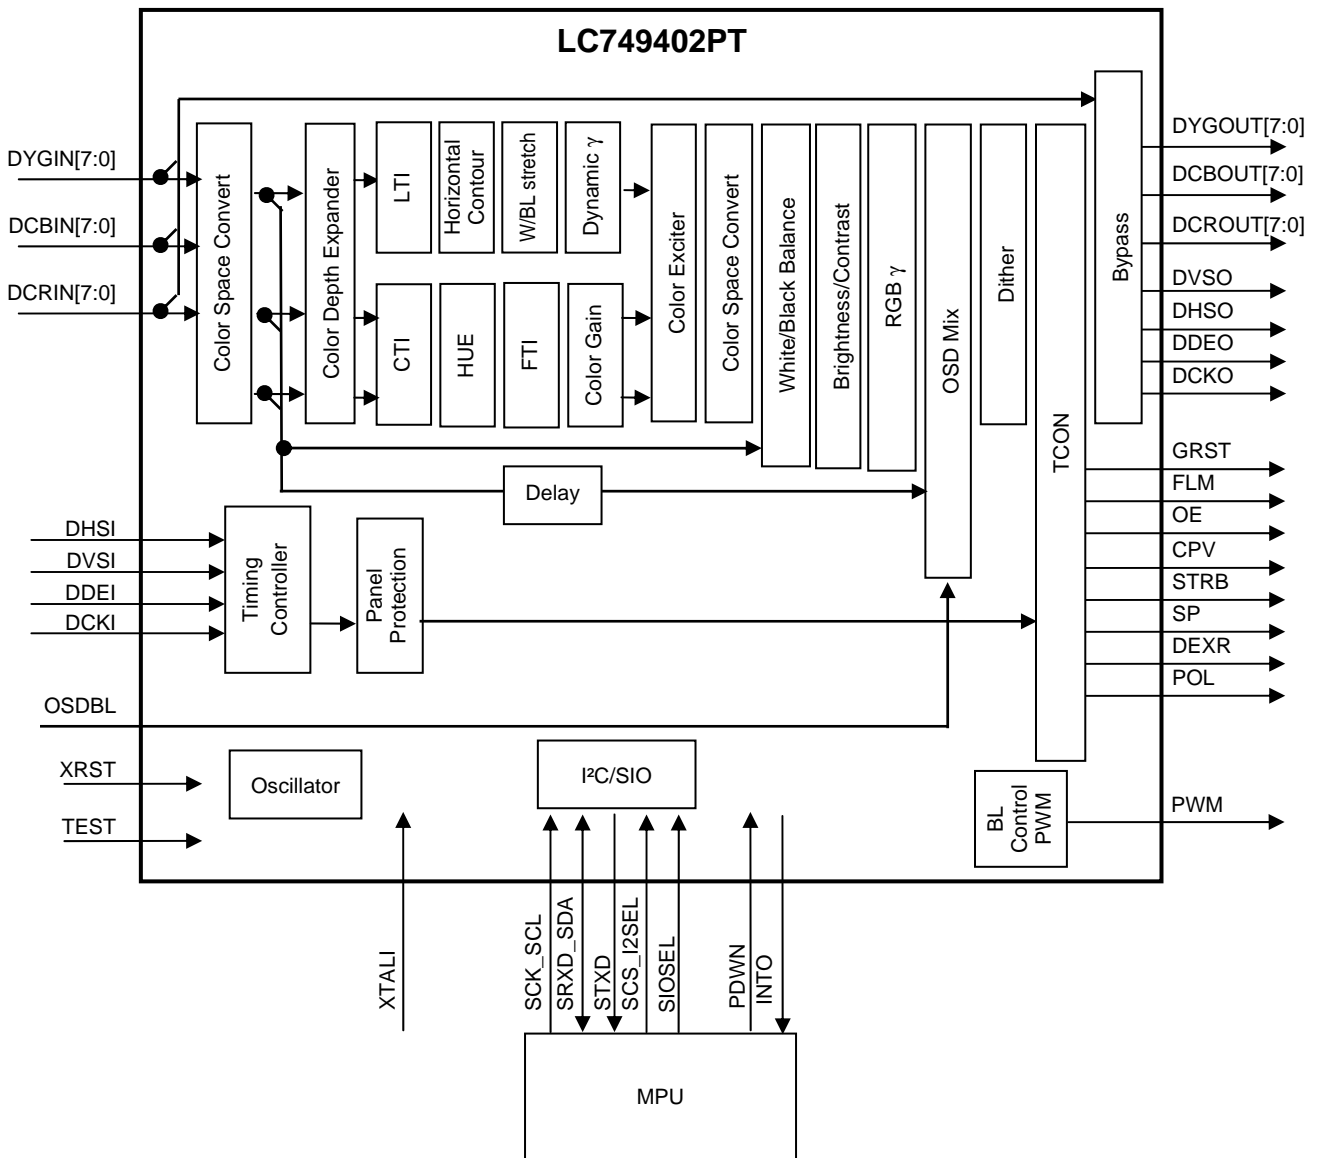 LC749402PT
DYGIN[7:0]
DCBIN[7:0]
DCRIN[7:0]
Color Space Convert
Color Depth Expander
LTI
Horizontal
Contour
W/BL stretch
Dynamic γ
CTI
HUE
FTI
Color Gain
Color Exciter
Color Space Convert
White/Black Balance
Brightness/Contrast
RGB γ
OSD Mix
Dither
TCON
Bypass
DYGOUT[7:0]
DCBOUT[7:0]
DCROUT[7:0]
DVSO
DHSO
DDEO
DCKO
GRST
FLM
OE
CPV
STRB
SP
DEXR
POL
Delay
DHSI
DVSI
DDEI
DCKI
Timing
Controller
Panel
Protection
OSDBL
XRST
TEST
Oscillator
I²C/SIO
BL
Control
PWM
PWM
XTALI
SCK_SCL
SRXD_SDA
STXD
SCS_I2SEL
SIOSEL
PDWN
INTO
MPU